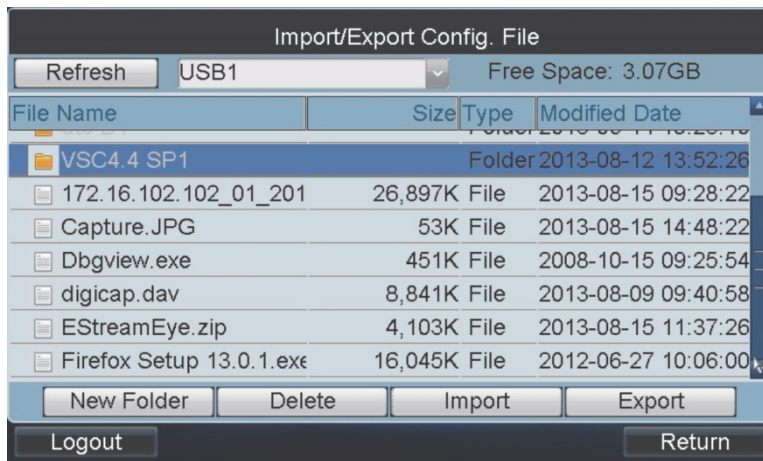 Import/Export Config. File
Refresh USB1 Free Space: 3.07GB
File Name Size Type Modified Date
VSC4.4 SP1 Folder 2013-08-12 13:52:26
172.16.102.102_01_201 26,897K File 2013-08-15 09:28:22
Capture.JPG 53K File 2013-08-15 14:48:22
Dbgview.exe 451K File 2008-10-15 09:25:54
digicap.dav 8,841K File 2013-08-09 09:40:58
EStreamEye.zip 4,103K File 2013-08-15 11:37:26
Firefox Setup 13.0.1.exe 16,045K File 2012-06-27 10:06:00
New Folder Delete Import Export
Logout Return